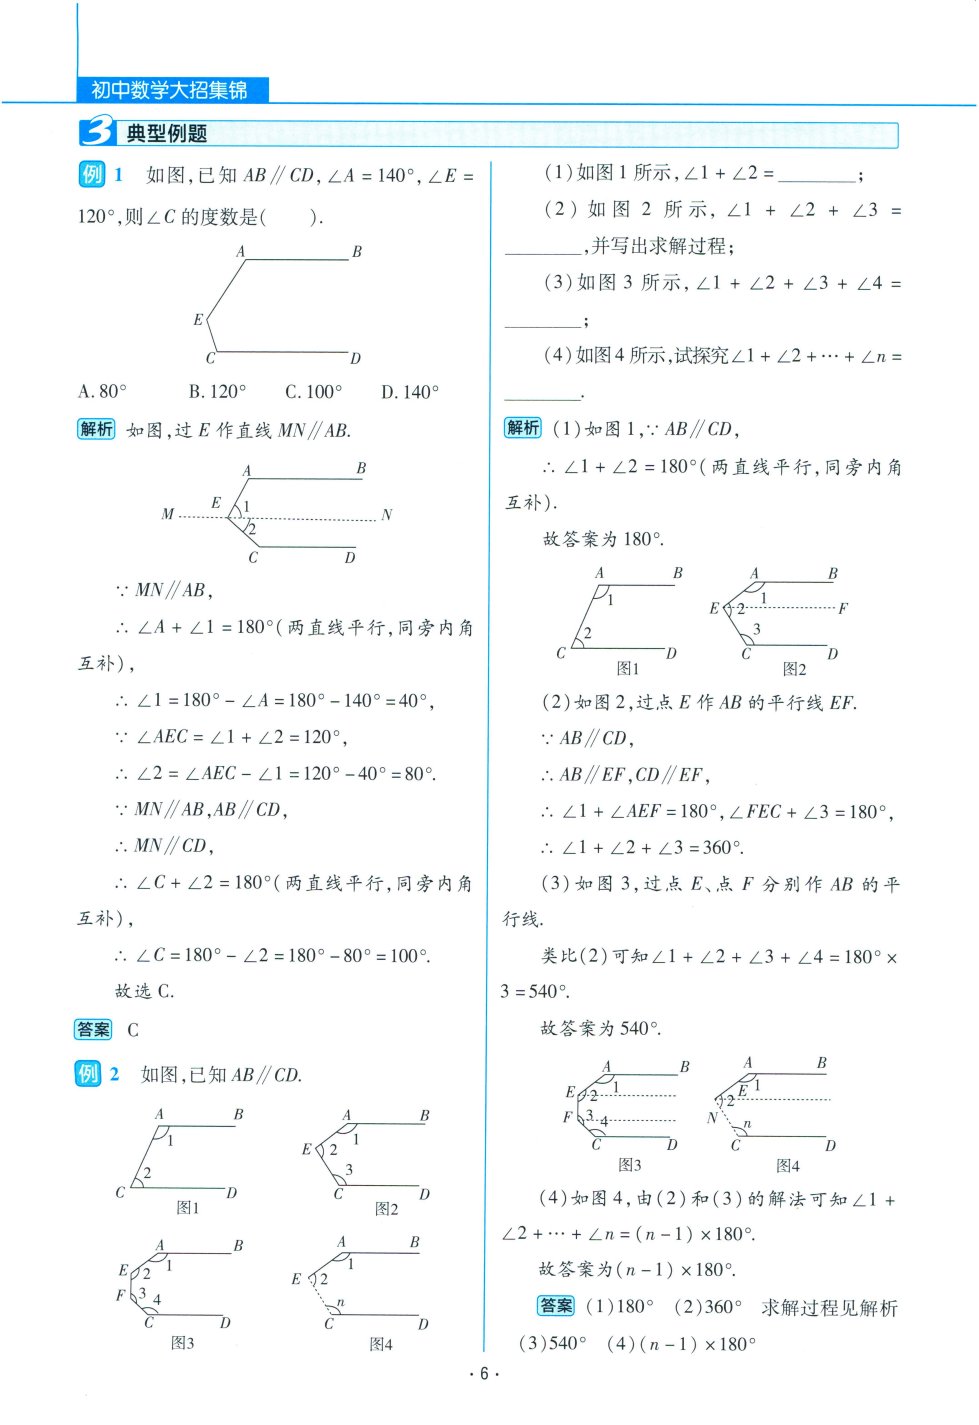 初中数学大招集锦
3 典型例题
例 1 如图,已知 AB∥CD,∠A=140°,∠E=
120°,则∠C 的度数是(  ).
A
B
E
C
D
A.80° B.120° C.100° D.140°
解析 如图,过 E 作直线 MN∥AB.
A
B
E
1
M
N
2
C
D
∵ MN∥AB,
∴ ∠A+∠1=180°(两直线平行,同旁内角
互补),
∴ ∠1=180°-∠A=180°-140°=40°,
∵ ∠AEC=∠1+∠2=120°,
∴ ∠2=∠AEC-∠1=120°-40°=80°.
∵ MN∥AB,AB∥CD,
∴ MN∥CD,
∴ ∠C+∠2=180°(两直线平行,同旁内角
互补),
∴ ∠C=180°-∠2=180°-80°=100°.
故选 C.
答案 C
例 2 如图,已知 AB∥CD.
A B A B
1 E 2 1
2 3
C D C D
图1 图2
A B A B
E 2 1 E 2 1
F 3 4 n
C D C D
图3 图4
(1)如图 1 所示,∠1+∠2=________;
(2)如图 2 所示,∠1+∠2+∠3=
________,并写出求解过程;
(3)如图 3 所示,∠1+∠2+∠3+∠4=
________;
(4)如图4 所示,试探究∠1+∠2+…+∠n=
________.
解析 (1)如图 1,∵ AB∥CD,
∴ ∠1+∠2=180°(两直线平行,同旁内角
互补).
故答案为 180°.
A B A B
1 E 2 1 F
2 3
C D C D
图1 图2
(2)如图 2,过点 E 作 AB 的平行线 EF.
∵ AB∥CD,
∴ AB∥EF,CD∥EF,
∴ ∠1+∠AEF=180°,∠FEC+∠3=180°,
∴ ∠1+∠2+∠3=360°.
(3)如图 3,过点 E、点 F 分别作 AB 的平
行线.
类比(2)可知∠1+∠2+∠3+∠4=180°×
3=540°.
故答案为 540°.
A B A B
E 2 1 2 E 1
F 3 4 N n
C D C D
图3 图4
(4)如图 4,由(2)和(3)的解法可知∠1+
∠2+…+∠n=(n-1)×180°.
故答案为(n-1)×180°.
答案 (1)180° (2)360° 求解过程见解析
(3)540° (4)(n-1)×180°
·6·